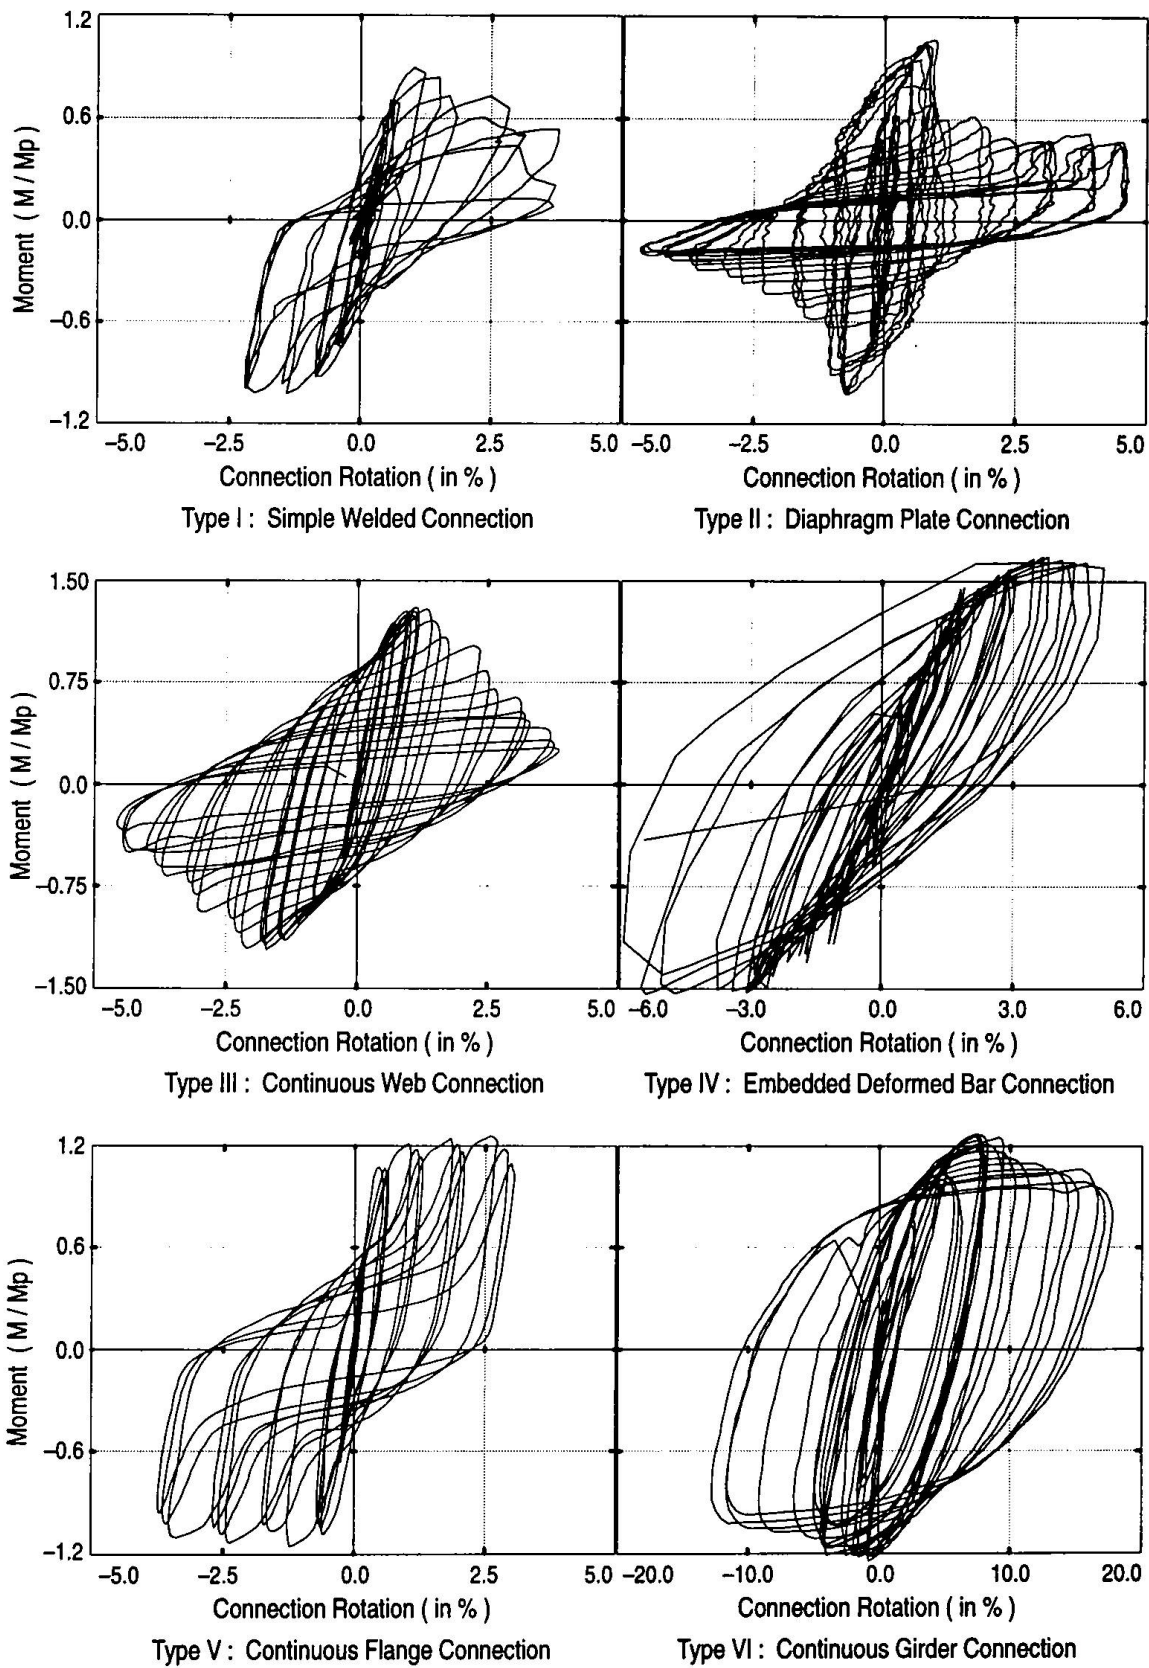 1.2
0.6
0.0
−0.6
−1.2
Moment ( M / Mp )
−5.0 −2.5 0.0 2.5 5.0
Connection Rotation ( in % )
Type I : Simple Welded Connection
−5.0 −2.5 0.0 2.5 5.0
Connection Rotation ( in % )
Type II : Diaphragm Plate Connection
1.50
0.75
0.0
−0.75
−1.50
Moment ( M / Mp )
−5.0 −2.5 0.0 2.5 5.0
Connection Rotation ( in % )
Type III : Continuous Web Connection
−6.0 −3.0 0.0 3.0 6.0
Connection Rotation ( in % )
Type IV : Embedded Deformed Bar Connection
1.2
0.6
0.0
−0.6
−1.2
Moment ( M / Mp )
−5.0 −2.5 0.0 2.5 5.0
Connection Rotation ( in % )
Type V : Continuous Flange Connection
−20.0 −10.0 0.0 10.0 20.0
Connection Rotation ( in % )
Type VI : Continuous Girder Connection